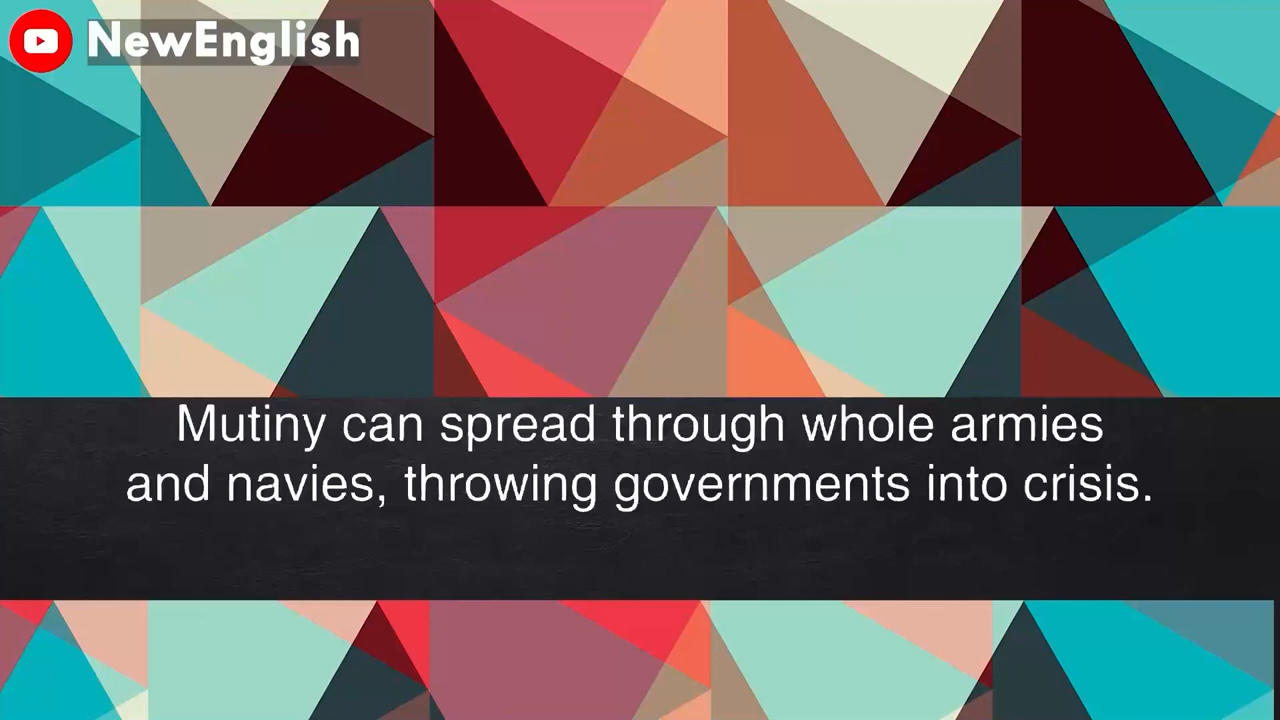 NewEnglish
Mutiny can spread through whole armies
and navies, throwing governments into crisis.